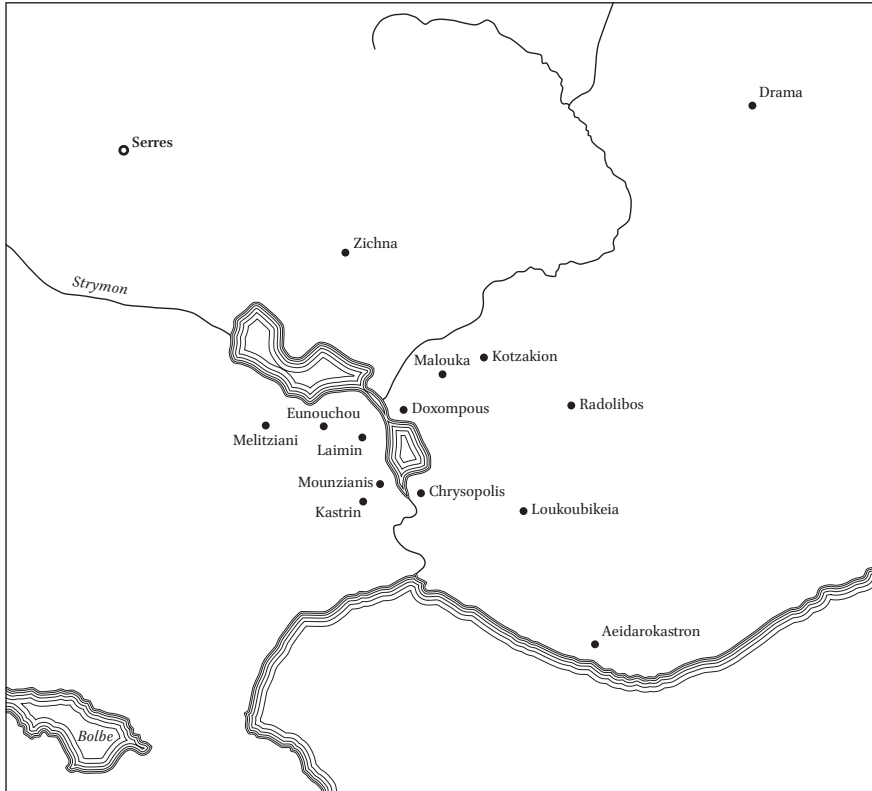 Drama
Serres
Zichna
Strymon
Malouka
Kotzakion
Radolibos
Eunouchou
Doxompous
Melitziani
Laimin
Mounzianis
Chrysopolis
Kastrin
Loukoubikeia
Aeidarokastron
Bolbe